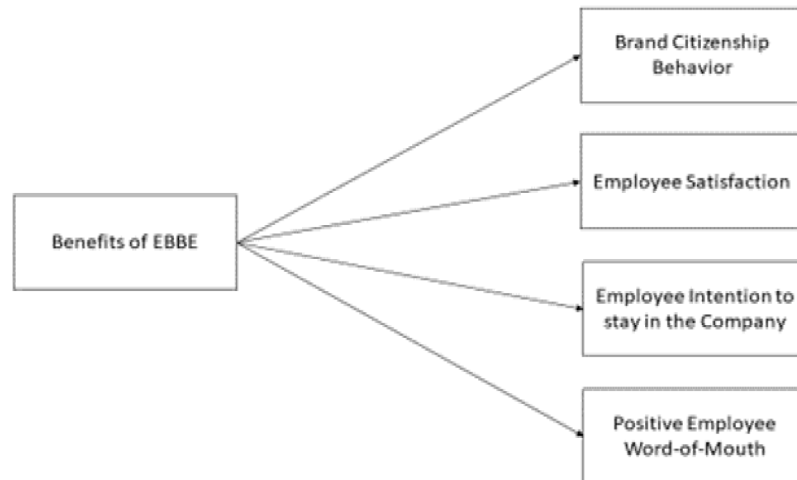 Brand Citizenship
Behavior
Employee Satisfaction
Benefits of EBBE
Employee Intention to
stay in the Company
Positive Employee
Word-of-Mouth